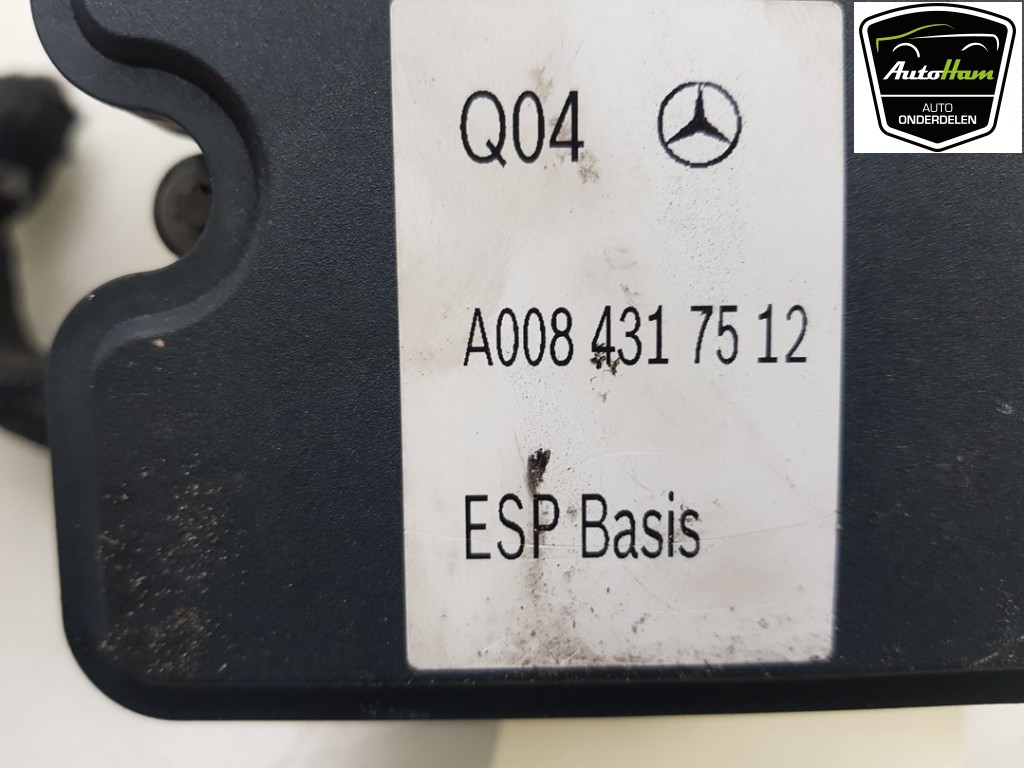 Q04
A008 431 75 12
ESP Basis
AutoHam
AUTO
ONDERDELEN